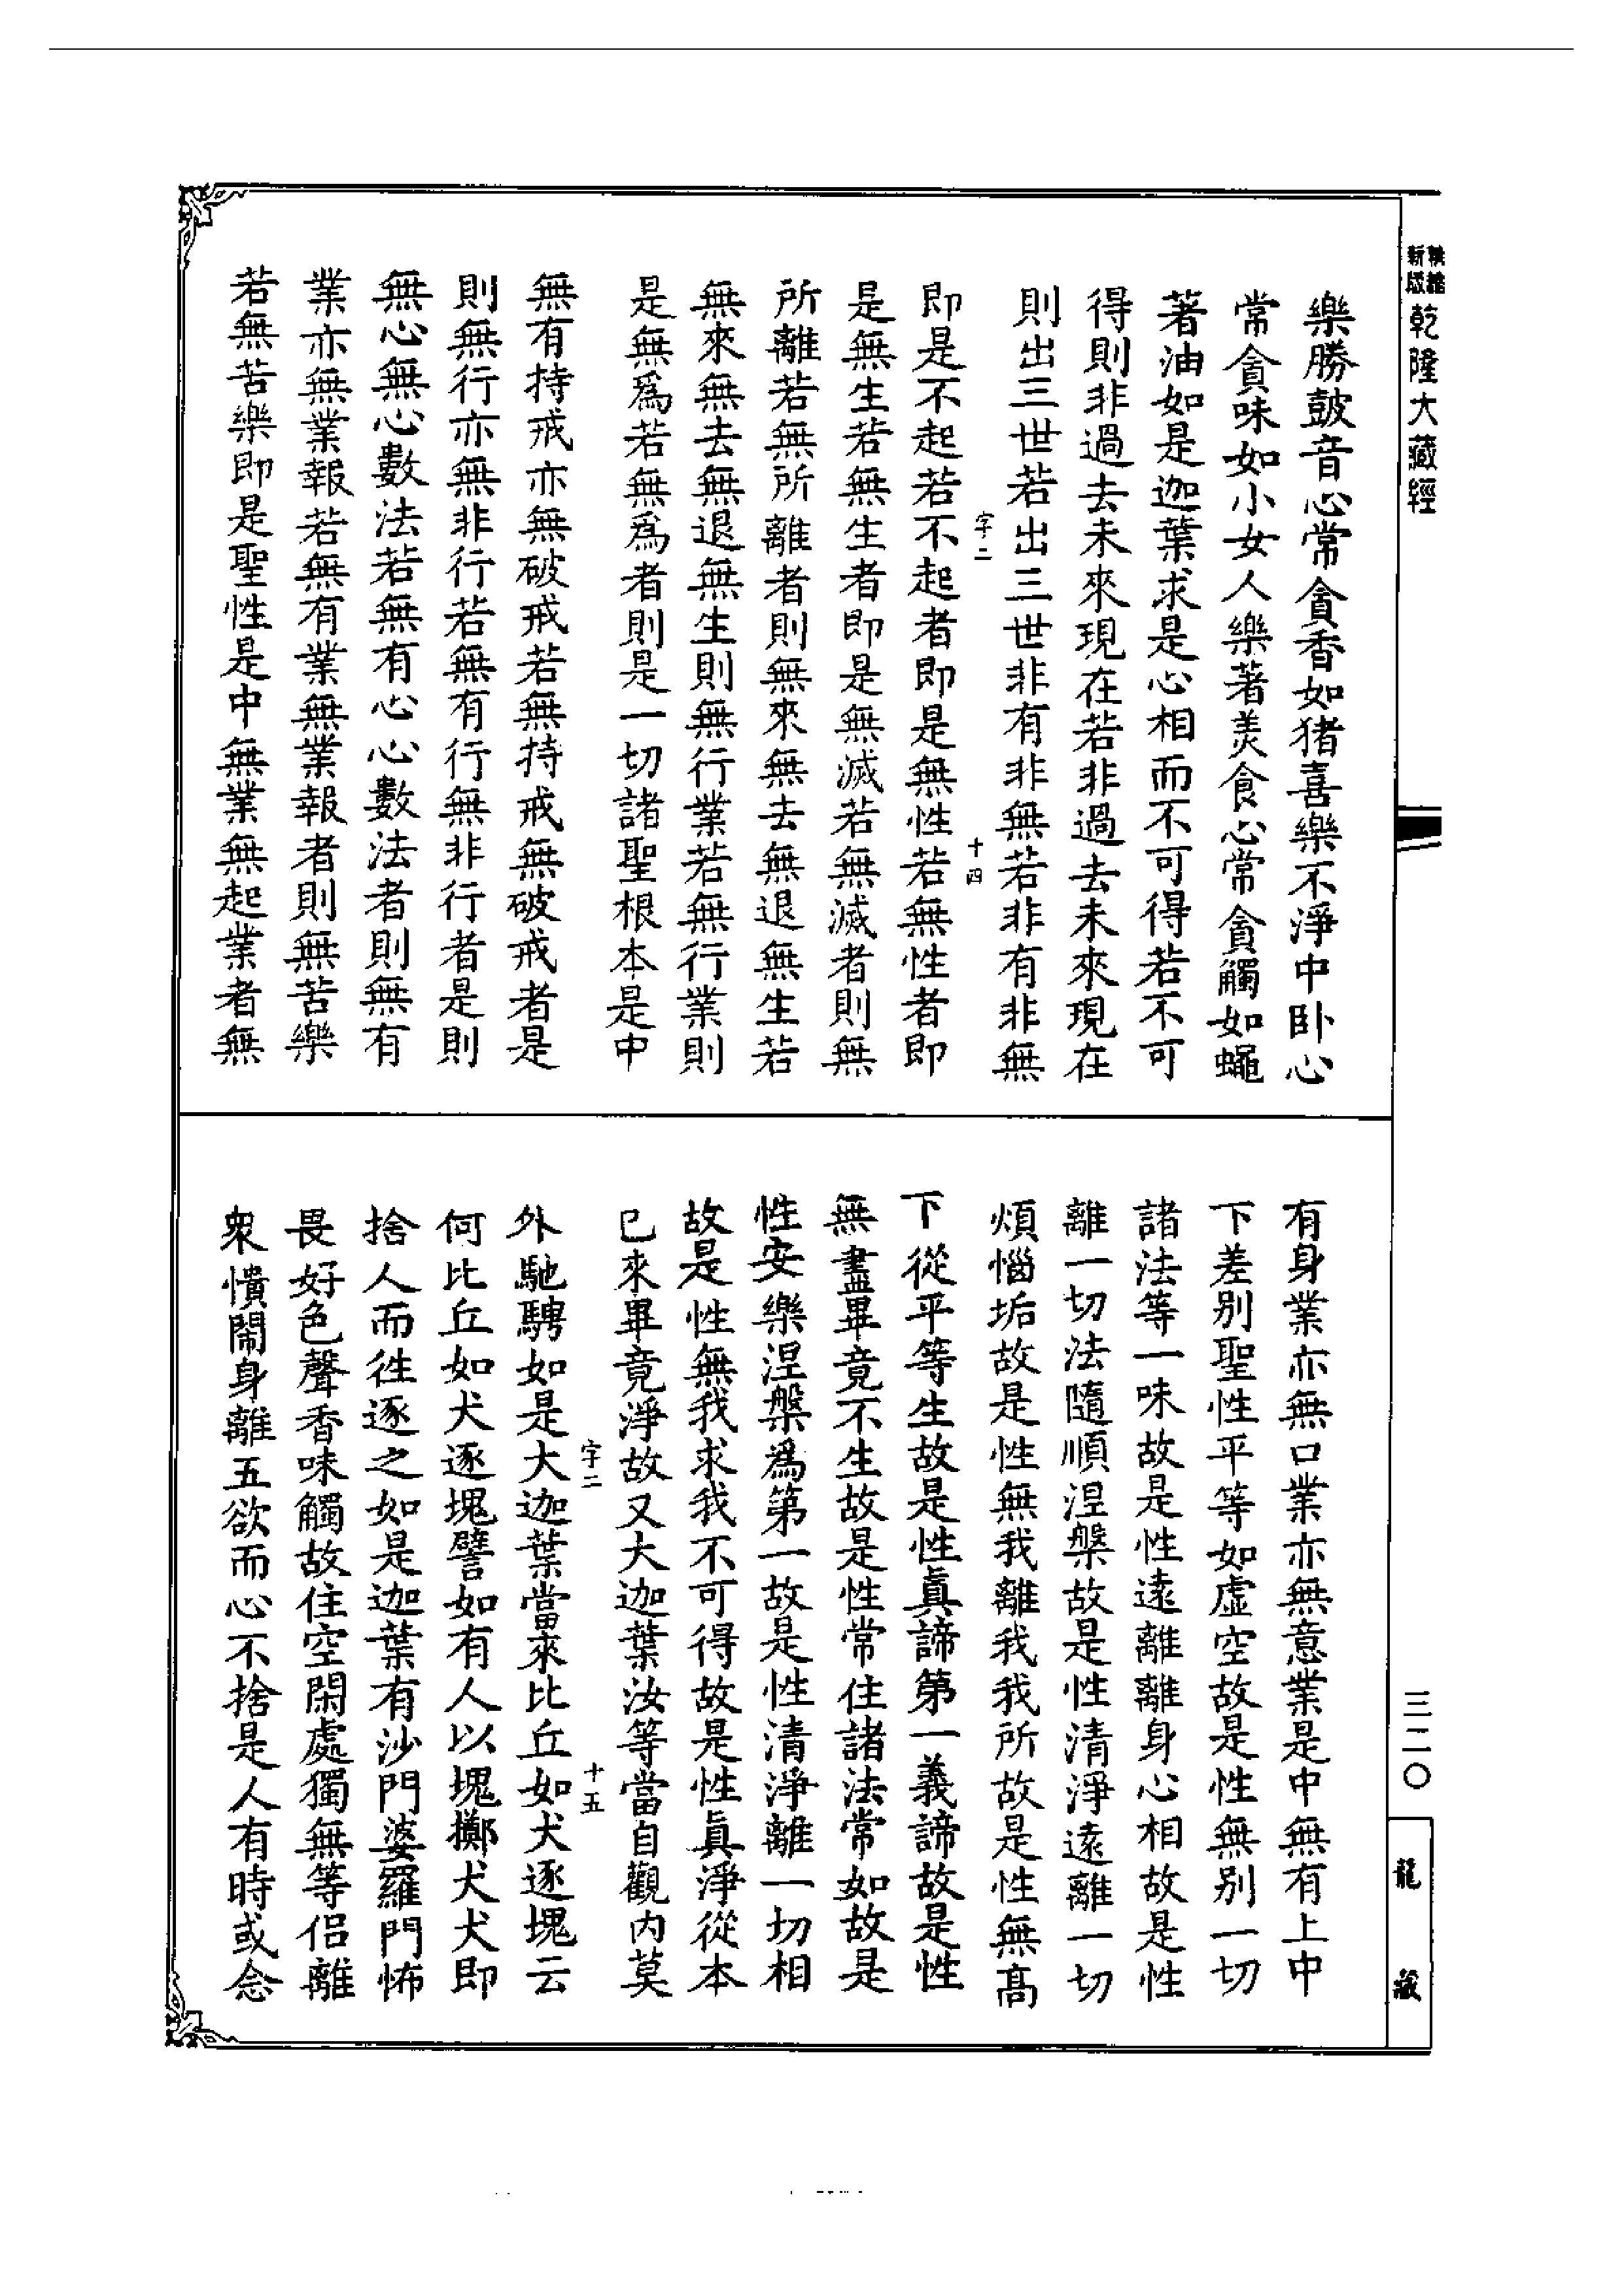 乾隆大藏經
樂勝皷音心常貪香如猪喜樂不淨中卧心
常貪味如小女人樂著美食心常貪觸如蠅
著油如是迦葉求是心相而不可得若不可
得則非過去未來現在若非過去未來現在
則出三世若出三世非有非無若非有非無
字二
十四
即是不起若不起者即是無性若無性者即
是無生若無生者即是無滅若無滅者則無
所離若無所離者則無來無去無退無生若
無來無去無退無生則無行業若無行業則
是無爲若無爲者則是一切諸聖根本是中
無有持戒亦無破戒若無持戒無破戒者是
則無行亦無非行若無有行無非行者是則
無心無心數法若無有心心數法者則無有
業亦無業報若無有業無業報者則無苦樂
若無苦樂即是聖性是中無業無起業者無
有身業亦無口業亦無意業是中無有上中
下差别聖性平等如虛空故是性無别一切
諸法等一味故是性遠離離身心相故是性
離一切法隨順涅槃故是性清淨遠離一切
煩惱垢故是性無我離我我所故是性無髙
下從平等生故是性眞諦第一義諦故是性
無盡畢竟不生故是性常住諸法常如故是
性安樂涅槃爲第一故是性清淨離一切相
故是性無我求我不可得故是性眞淨從本
已來畢竟淨故又大迦葉汝等當自觀内莫
字二
十五
外馳騁如是大迦葉當來比丘如犬逐塊云
何比丘如犬逐塊譬如有人以塊擲犬犬即
捨人而徃逐之如是迦葉有沙門婆羅門怖
畏好色聲香味觸故住空閑處獨無等侣離
衆憒閙身離五欲而心不捨是人有時或念
三二〇
龍藏